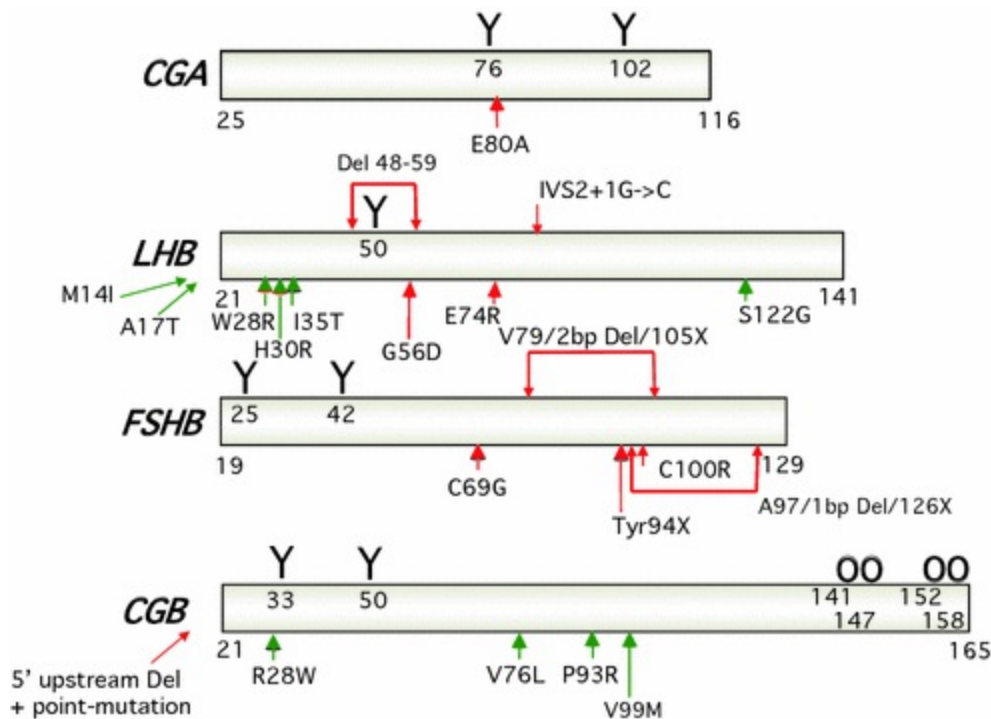 Y Y
CGA 76 102
25 116
E80A
Del 48-59
IVS2+1G->C
Y
LHB 50
M14I 21 141
A17T W28R I35T E74R S122G
H30R G56D V79/2bp Del/105X
Y Y
25 42
FSHB
19 C100R 129
C69G
Tyr94X A97/1bp Del/126X
Y Y OO OO
CGB 33 50 141 152
147 158
21 165
5' upstream Del R28W V76L P93R
+ point-mutation V99M